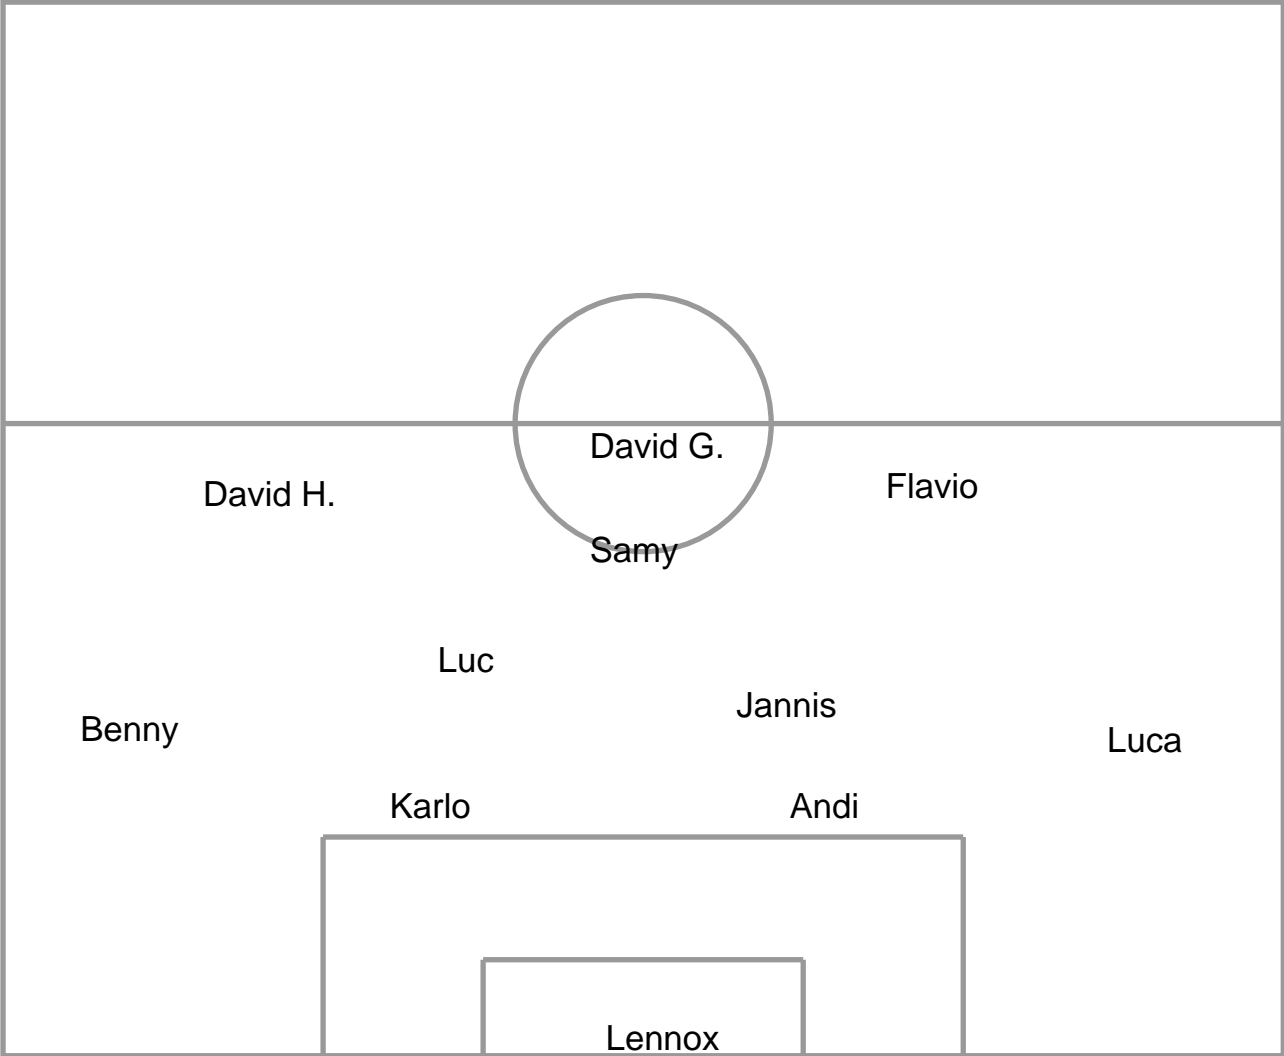 David G.
Flavio
David H.
Samy
Luc
Jannis
Benny
Luca
Karlo
Andi
Lennox